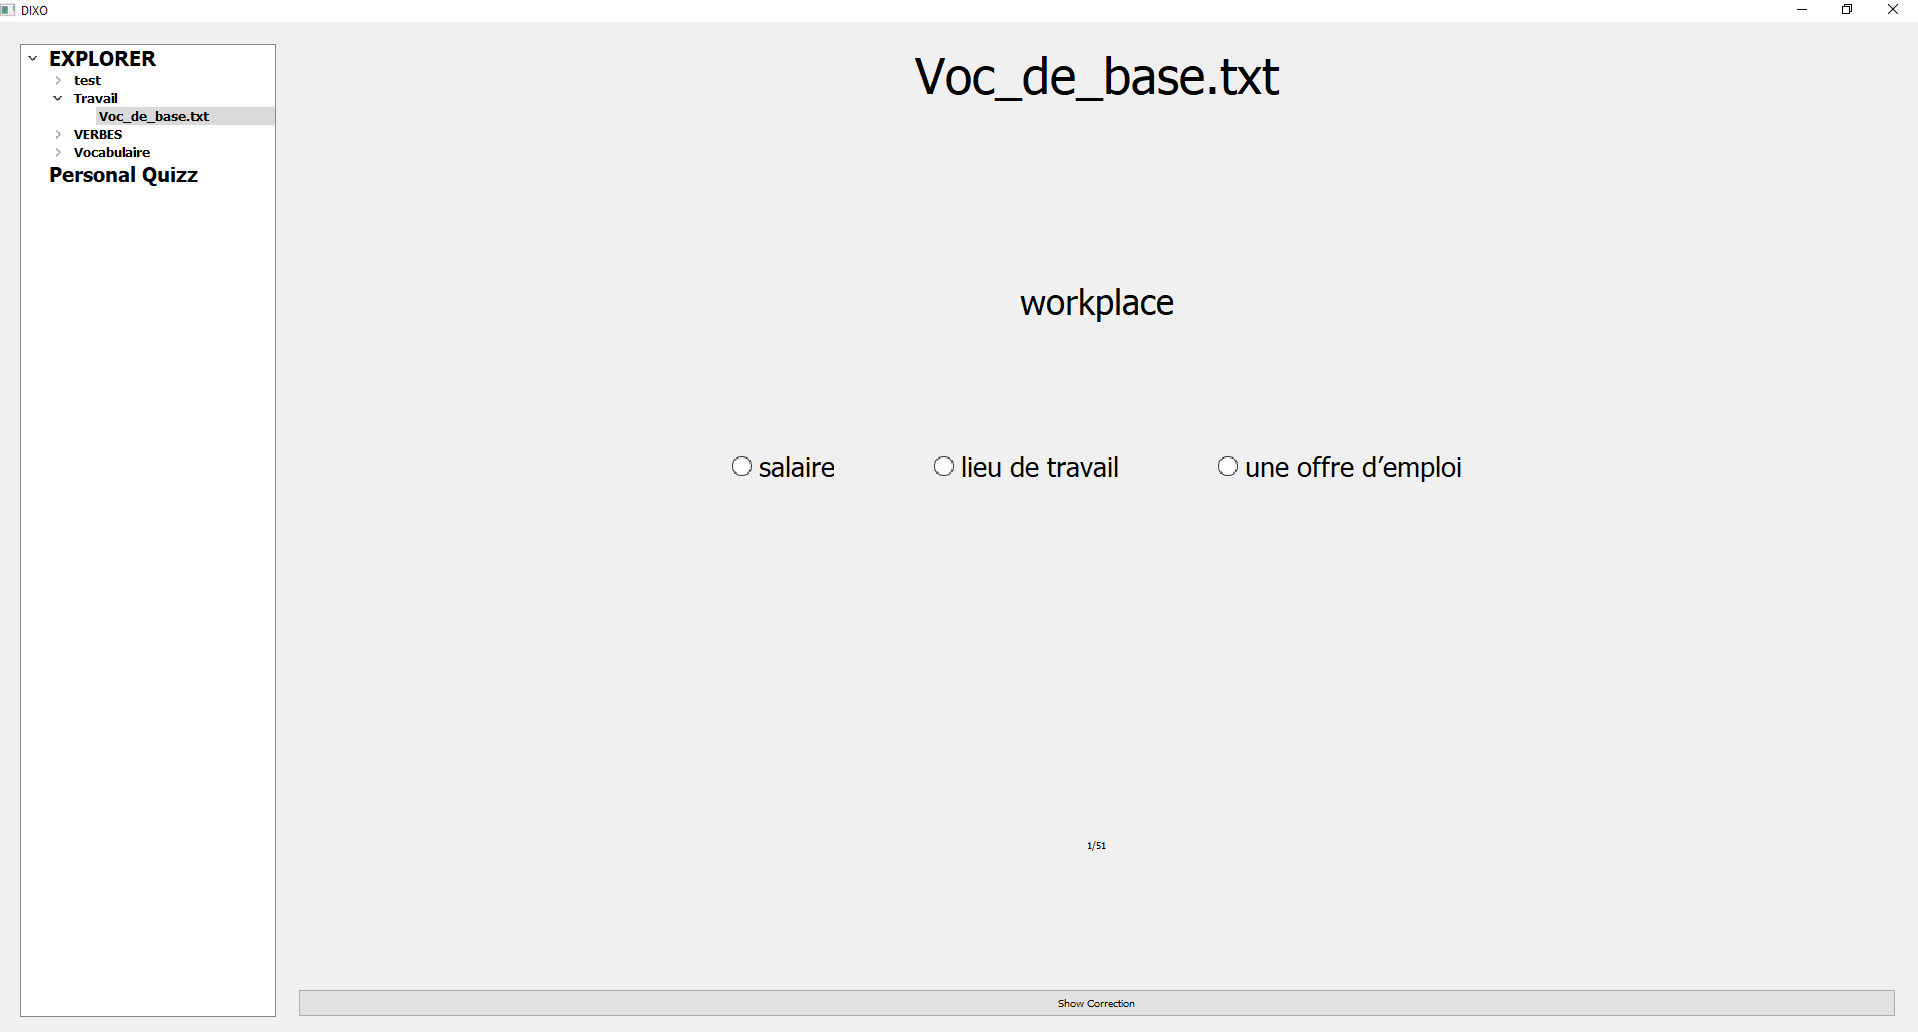 DIXO
EXPLORER
test
Travail
Voc_de_base.txt
VERBES
Vocabulaire
Personal Quizz
Voc_de_base.txt
workplace
salaire
lieu de travail
une offre d’emploi
1/51
Show Correction